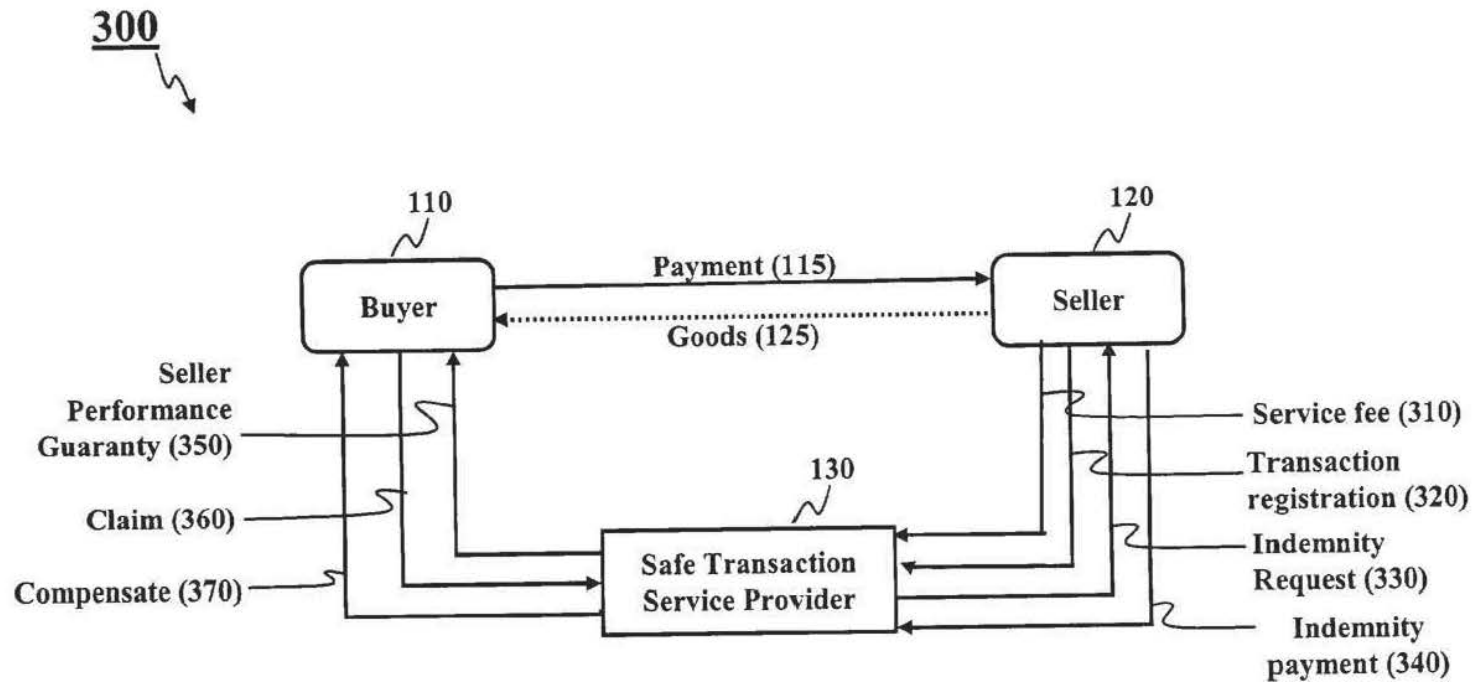 300
110
120
Payment (115)
Buyer
Seller
Goods (125)
Seller
Performance
Guaranty (350)
Service fee (310)
130
Transaction
registration (320)
Claim (360)
Safe Transaction
Service Provider
Indemnity
Request (330)
Compensate (370)
Indemnity
payment (340)